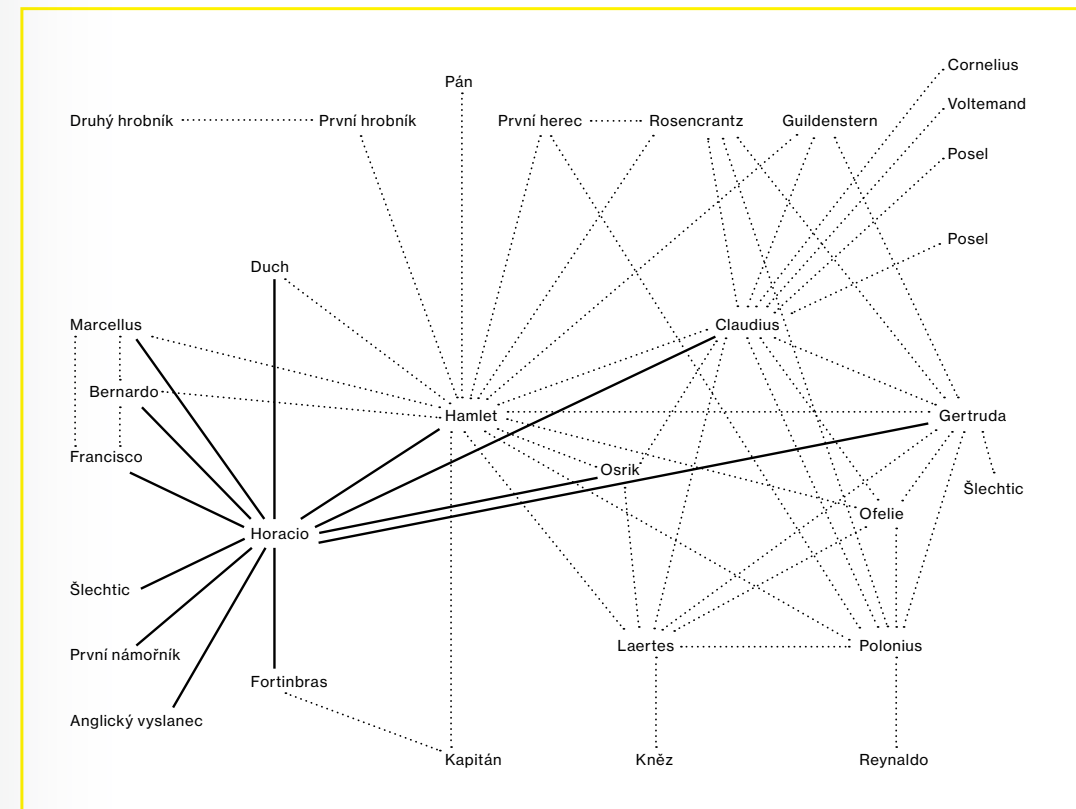 Cornelius
Pán
Voltemand
Druhý hrobník
První hrobník
První herec
Rosencrantz
Guildenstern
Posel
Posel
Duch
Marcellus
Claudius
Bernardo
Hamlet
Gertruda
Francisco
Osrik
Šlechtic
Ofelie
Horacio
Šlechtic
Laertes
Polonius
První námořník
Fortinbras
Anglický vyslanec
Kapitán
Kněz
Reynaldo